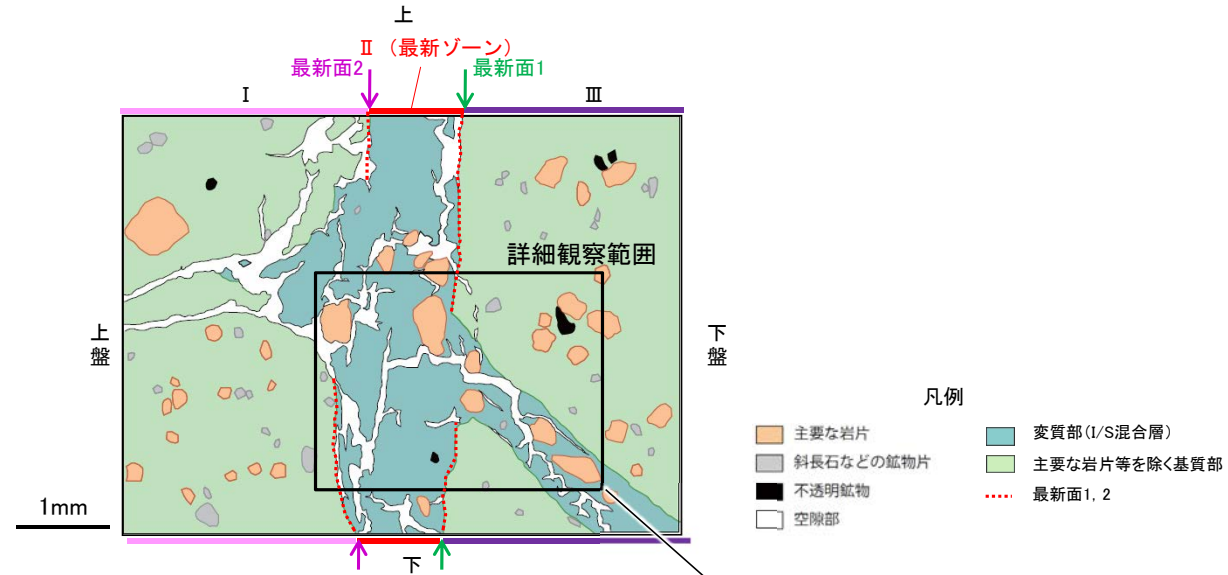 上
Ⅱ (最新ゾーン)
最新面2
最新面1
Ⅰ
Ⅲ
詳細観察範囲
上盤
下盤
1mm
下
凡例
主要な岩片
斜長石などの鉱物片
不透明鉱物
空隙部
変質部(I/S混合層)
主要な岩片等を除く基質部
最新面1, 2